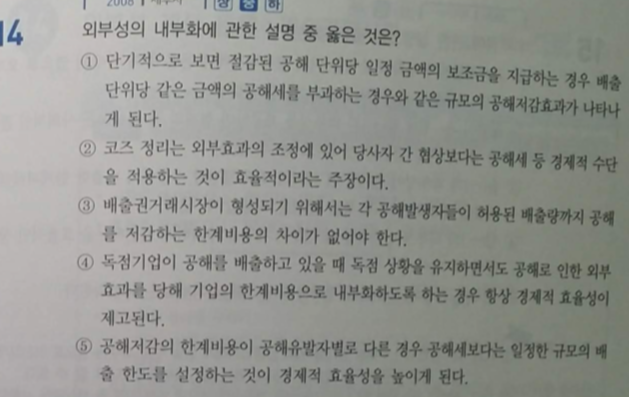 14
2008
상 중 하
외부성의 내부화에 관한 설명 중 옳은 것은?
① 단기적으로 보면 절감된 공해 단위당 일정 금액의 보조금을 지급하는 경우 배출
단위당 같은 금액의 공해세를 부과하는 경우와 같은 규모의 공해저감효과가 나타나
게 된다.
② 코즈 정리는 외부효과의 조정에 있어 당사자 간 협상보다는 공해세 등 경제적 수단
을 적용하는 것이 효율적이라는 주장이다.
③ 배출권거래시장이 형성되기 위해서는 각 공해발생자들이 허용된 배출량까지 공해
를 저감하는 한계비용의 차이가 없어야 한다.
④ 독점기업이 공해를 배출하고 있을 때 독점 상황을 유지하면서도 공해로 인한 외부
효과를 당해 기업의 한계비용으로 내부화하도록 하는 경우 항상 경제적 효율성이
제고된다.
⑤ 공해저감의 한계비용이 공해유발자별로 다른 경우 공해세보다는 일정한 규모의 배
출 한도를 설정하는 것이 경제적 효율성을 높이게 된다.